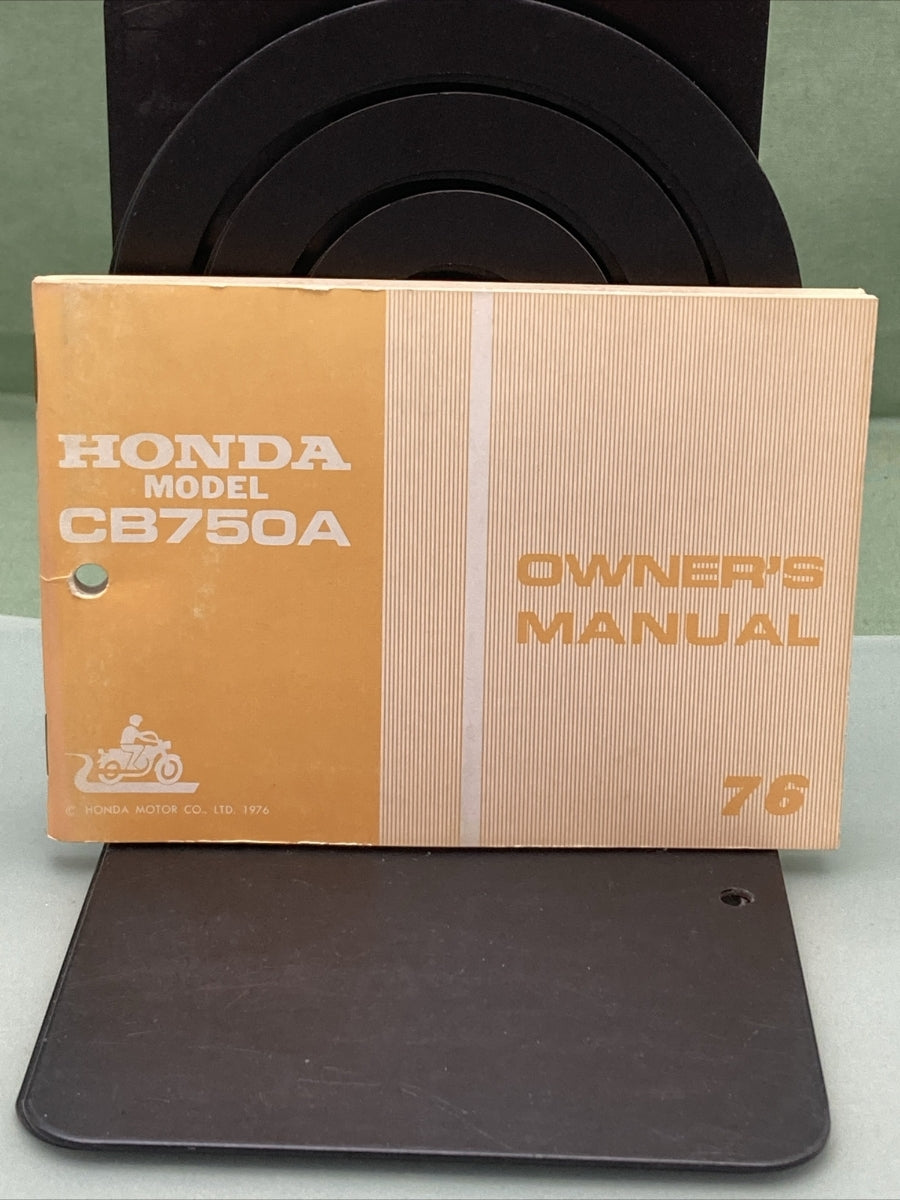 HONDA
MODEL
CB750A
© HONDA MOTOR CO., LTD. 1976
OWNER'S
MANUAL
76